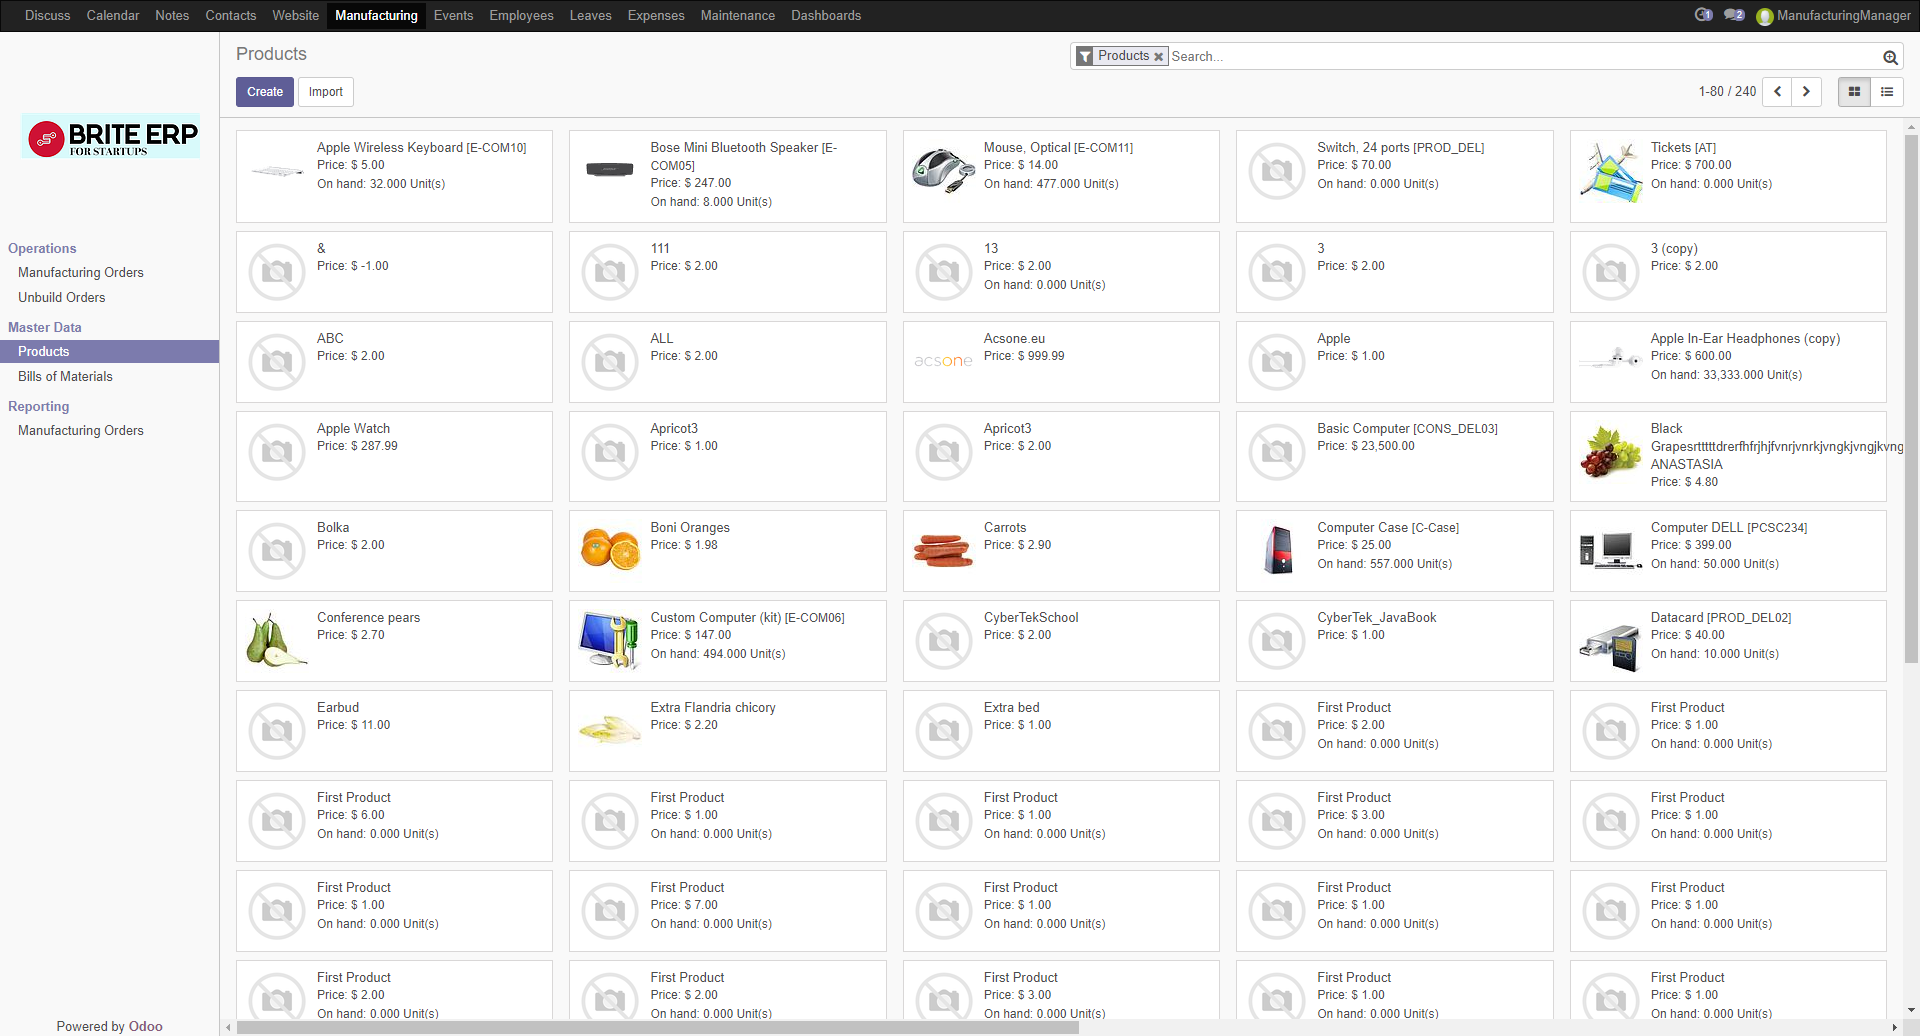 Discuss Calendar Notes Contacts Website Manufacturing Events Employees Leaves Expenses Maintenance Dashboards 1 2 ManufacturingManager
Products
Products Search...
Create Import
1-80 / 240
BRITE ERP
FOR STARTUPS
Operations
Manufacturing Orders
Unbuild Orders
Master Data
Products
Bills of Materials
Reporting
Manufacturing Orders
Powered by Odoo
Apple Wireless Keyboard [E-COM10]
Price: $ 5.00
On hand: 32.000 Unit(s)
Bose Mini Bluetooth Speaker [E-
COM05]
Price: $ 247.00
On hand: 8.000 Unit(s)
Mouse, Optical [E-COM11]
Price: $ 14.00
On hand: 477.000 Unit(s)
Switch, 24 ports [PROD_DEL]
Price: $ 70.00
On hand: 0.000 Unit(s)
Tickets [AT]
Price: $ 700.00
On hand: 0.000 Unit(s)
&
Price: $ -1.00
111
Price: $ 2.00
13
Price: $ 2.00
On hand: 0.000 Unit(s)
3
Price: $ 2.00
3 (copy)
Price: $ 2.00
ABC
Price: $ 2.00
ALL
Price: $ 2.00
acsone
Acsone.eu
Price: $ 999.99
Apple
Price: $ 1.00
Apple In-Ear Headphones (copy)
Price: $ 600.00
On hand: 33,333.000 Unit(s)
Apple Watch
Price: $ 287.99
Apricot3
Price: $ 1.00
Apricot3
Price: $ 2.00
Basic Computer [CONS_DEL03]
Price: $ 23,500.00
Black
Grapesrttttttdrerfhfrjhjfvnrjvnrkjvngkjvngjkvng
ANASTASIA
Price: $ 4.80
Bolka
Price: $ 2.00
Boni Oranges
Price: $ 1.98
Carrots
Price: $ 2.90
Computer Case [C-Case]
Price: $ 25.00
On hand: 557.000 Unit(s)
Computer DELL [PCSC234]
Price: $ 399.00
On hand: 50.000 Unit(s)
Conference pears
Price: $ 2.70
Custom Computer (kit) [E-COM06]
Price: $ 147.00
On hand: 494.000 Unit(s)
CyberTekSchool
Price: $ 2.00
CyberTek_JavaBook
Price: $ 1.00
Datacard [PROD_DEL02]
Price: $ 40.00
On hand: 10.000 Unit(s)
Earbud
Price: $ 11.00
Extra Flandria chicory
Price: $ 2.20
Extra bed
Price: $ 1.00
First Product
Price: $ 2.00
On hand: 0.000 Unit(s)
First Product
Price: $ 1.00
On hand: 0.000 Unit(s)
First Product
Price: $ 6.00
On hand: 0.000 Unit(s)
First Product
Price: $ 1.00
On hand: 0.000 Unit(s)
First Product
Price: $ 1.00
On hand: 0.000 Unit(s)
First Product
Price: $ 3.00
On hand: 0.000 Unit(s)
First Product
Price: $ 1.00
On hand: 0.000 Unit(s)
First Product
Price: $ 1.00
On hand: 0.000 Unit(s)
First Product
Price: $ 7.00
On hand: 0.000 Unit(s)
First Product
Price: $ 1.00
On hand: 0.000 Unit(s)
First Product
Price: $ 1.00
On hand: 0.000 Unit(s)
First Product
Price: $ 1.00
On hand: 0.000 Unit(s)
First Product
Price: $ 2.00
On hand: 0.000 Unit(s)
First Product
Price: $ 2.00
On hand: 0.000 Unit(s)
First Product
Price: $ 3.00
On hand: 0.000 Unit(s)
First Product
Price: $ 1.00
On hand: 0.000 Unit(s)
First Product
Price: $ 1.00
On hand: 0.000 Unit(s)